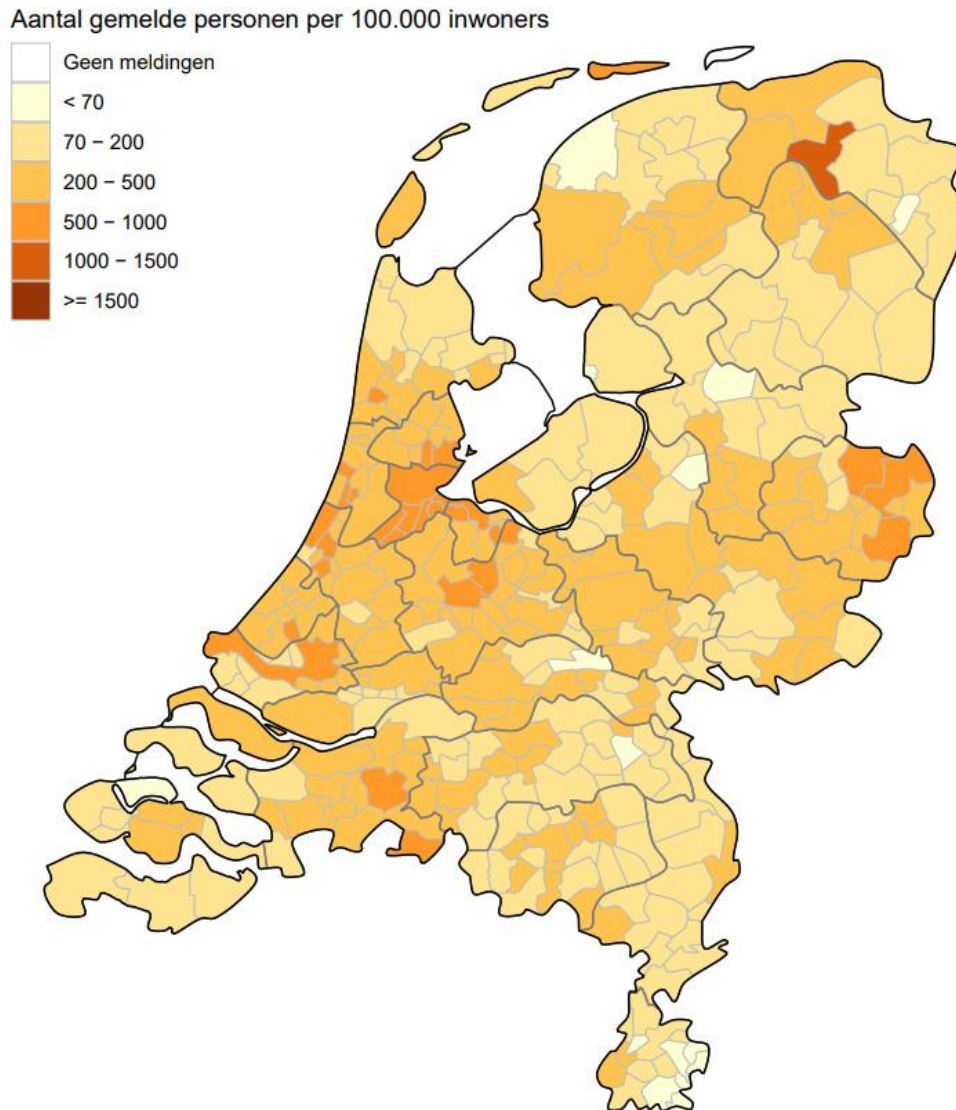 Aantal gemelde personen per 100.000 inwoners
Geen meldingen
< 70
70 − 200
200 − 500
500 − 1000
1000 − 1500
>= 1500